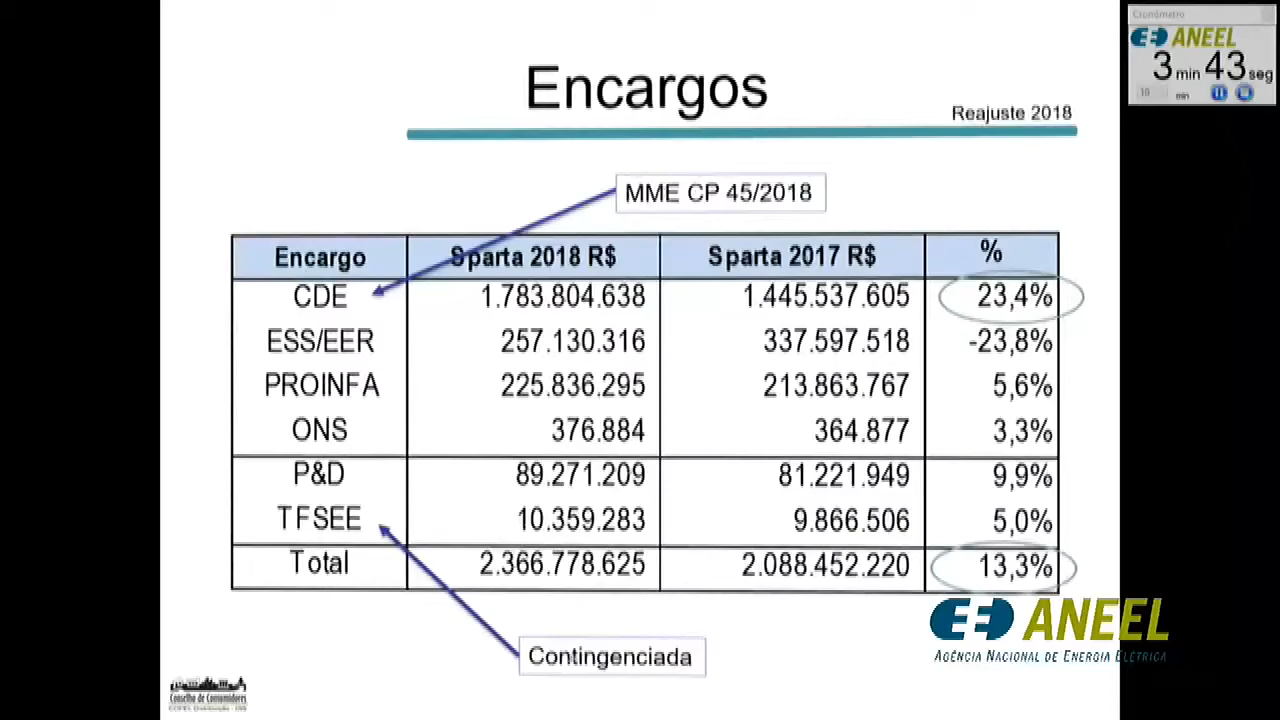 Cronômetro
ANEEL
3 min 43 seg
10 min
Encargos
Reajuste 2018
MME CP 45/2018
Encargo Sparta 2018 R$ Sparta 2017 R$ %
CDE 1.783.804.638 1.445.537.605 23,4%
ESS/EER 257.130.316 337.597.518 -23,8%
PROINFA 225.836.295 213.863.767 5,6%
ONS 376.884 364.877 3,3%
P&D 89.271.209 81.221.949 9,9%
TFSEE 10.359.283 9.866.506 5,0%
Total 2.366.778.625 2.088.452.220 13,3%
ANEEL
AGÊNCIA NACIONAL DE ENERGIA ELÉTRICA
Contingenciada
Conselho de Consumidores